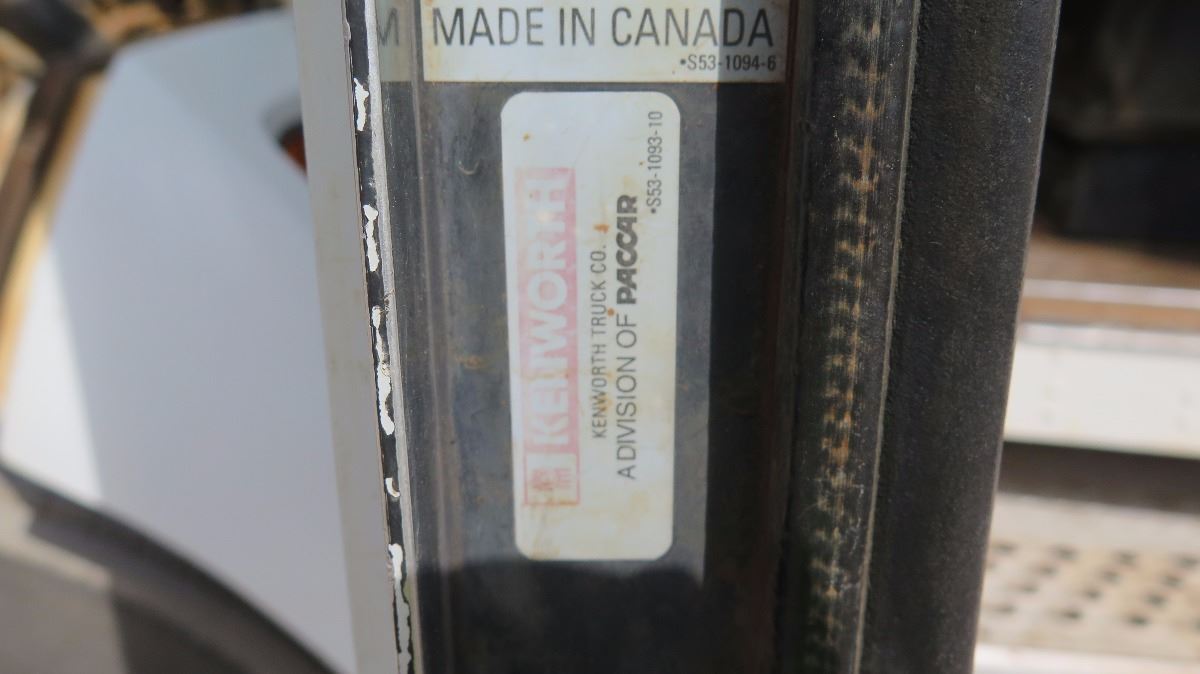 M
MADE IN CANADA
•S53-1094-6
KENWORTH
KENWORTH TRUCK CO.
A DIVISION OF PACCAR
•S53-1093-10